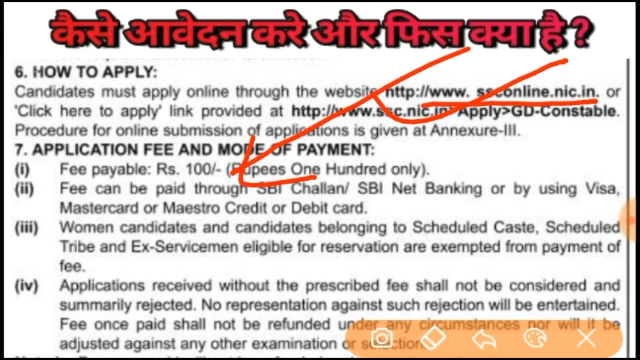 कैसे आवेदन करे और फिस क्या है ?
6. HOW TO APPLY:
Candidates must apply online through the website http://www. ssconline.nic.in. or
'Click here to apply' link provided at http://www.ssc.nic.in>Apply>GD-Constable.
Procedure for online submission of applications is given at Annexure-III.
7. APPLICATION FEE AND MODE OF PAYMENT:
(i) Fee payable: Rs. 100/- (Rupees One Hundred only).
(ii) Fee can be paid through SBI Challan/ SBI Net Banking or by using Visa,
Mastercard or Maestro Credit or Debit card.
(iii) Women candidates and candidates belonging to Scheduled Caste, Scheduled
Tribe and Ex-Servicemen eligible for reservation are exempted from payment of
fee.
(iv) Applications received without the prescribed fee shall not be considered and
summarily rejected. No representation against such rejection will be entertained.
Fee once paid shall not be refunded under any circumstances nor will it be
adjusted against any other examination or selection.